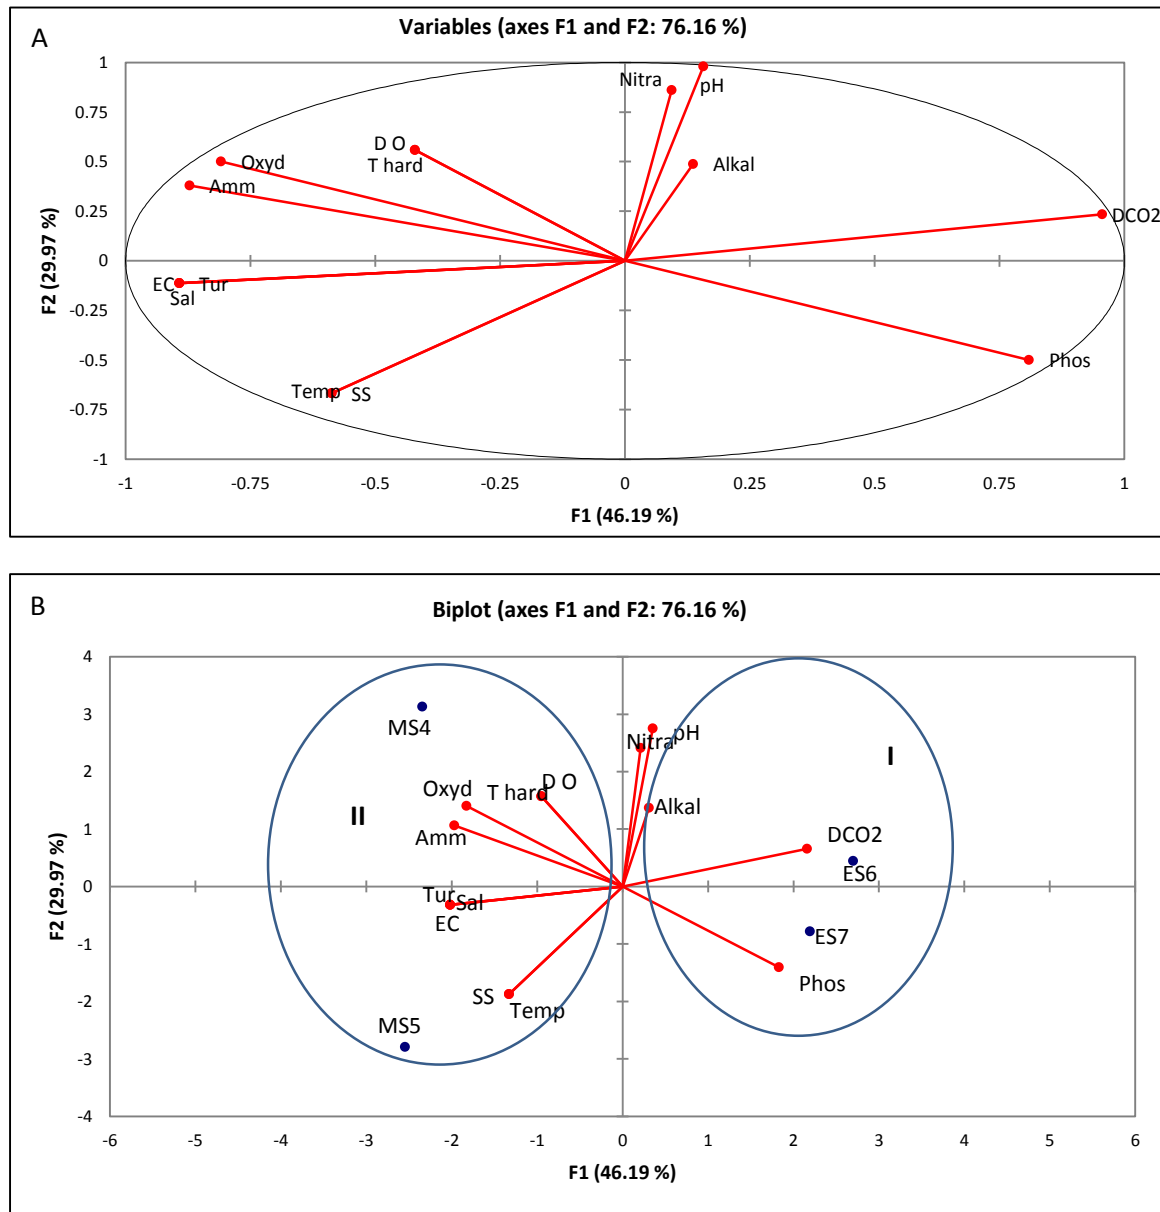 A
Variables (axes F1 and F2: 76.16 %)
1
Nitra
pH
0.75
D O
T hard
0.5
Oxyd
Alkal
Amm
0.25
DCO2
0
EC Tur
Sal
-0.25
Phos
-0.5
Temp SS
-0.75
-1
F2 (29.97 %)
-1 -0.75 -0.5 -0.25 0 0.25 0.5 0.75 1
F1 (46.19 %)
B
Biplot (axes F1 and F2: 76.16 %)
4
3
MS4
Nitra pH
I
2
D O
Oxyd T hard
Alkal
II
1
Amm
DCO2
ES6
0
Tur Sal
EC
ES7
-1
Phos
SS Temp
-2
MS5
-3
-4
F2 (29.97 %)
-6 -5 -4 -3 -2 -1 0 1 2 3 4 5 6
F1 (46.19 %)